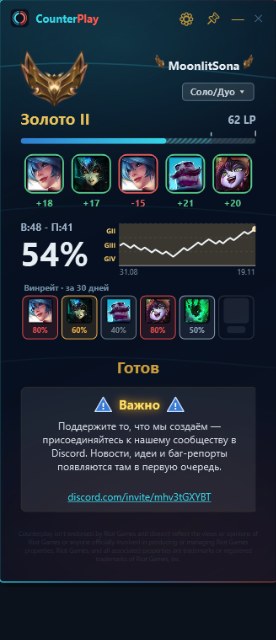 CounterPlay
MoonlitSona
Соло/Дуо
Золото II
62 LP
+18 +17 -15 +21 +20
В:48 - П:41
54%
GII
GIII
GIV
31.08 19.11
Винрейт - за 30 дней
80% 60% 40% 80% 50%
Готов
Важно
Поддержите то, что мы создаём —
присоединяйтесь к нашему сообществу в
Discord. Новости, идеи и баг-репорты
появляются там в первую очередь.
discord.com/invite/mhv3tGXYBT